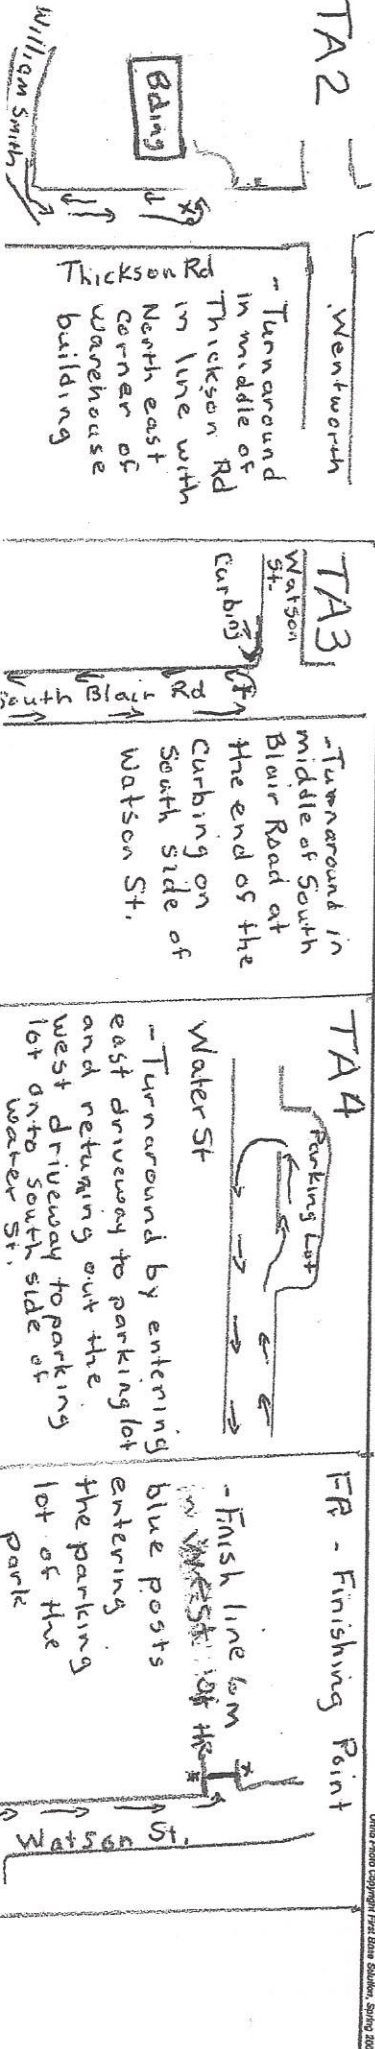 TA2
Wentworth
Bdlng
William Smith
Thickson Rd
- Turnaround
in middle of
Thickson Rd
in line with
North east
corner of
warehouse
building
TA3
Watson
St.
Curbing
South Blair Rd
- Turnaround in
middle of South
Blair Road at
the end of the
Curbing on
South side of
Watson St.
TA4
Parking Lot
Water St
- Turnaround by entering
east driveway to parking lot
and returning out the
west driveway to parking
lot onto south side of
water St.
- Finishing Point
- Finish line 6m
blue posts
entering
the parking
lot of the
park
Watson St.